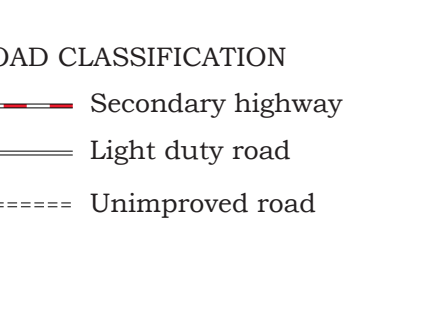 OAD CLASSIFICATION
Secondary highway
Light duty road
Unimproved road